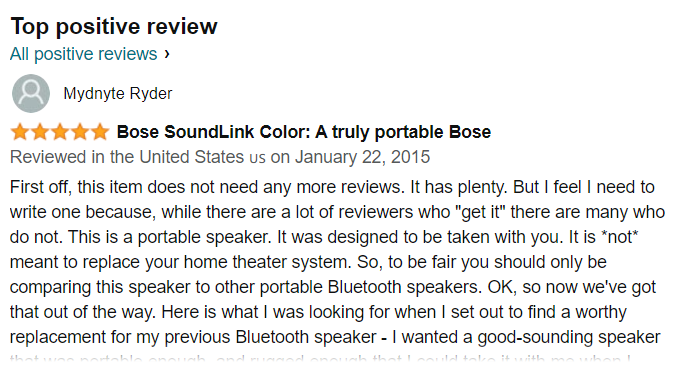 Top positive review
All positive reviews ›
Mydnyte Ryder
Bose SoundLink Color: A truly portable Bose
Reviewed in the United States us on January 22, 2015
First off, this item does not need any more reviews. It has plenty. But I feel I need to
write one because, while there are a lot of reviewers who "get it" there are many who
do not. This is a portable speaker. It was designed to be taken with you. It is *not*
meant to replace your home theater system. So, to be fair you should only be
comparing this speaker to other portable Bluetooth speakers. OK, so now we've got
that out of the way. Here is what I was looking for when I set out to find a worthy
replacement for my previous Bluetooth speaker - I wanted a good-sounding speaker
that was portable enough, and rugged enough that I could take it with me when I